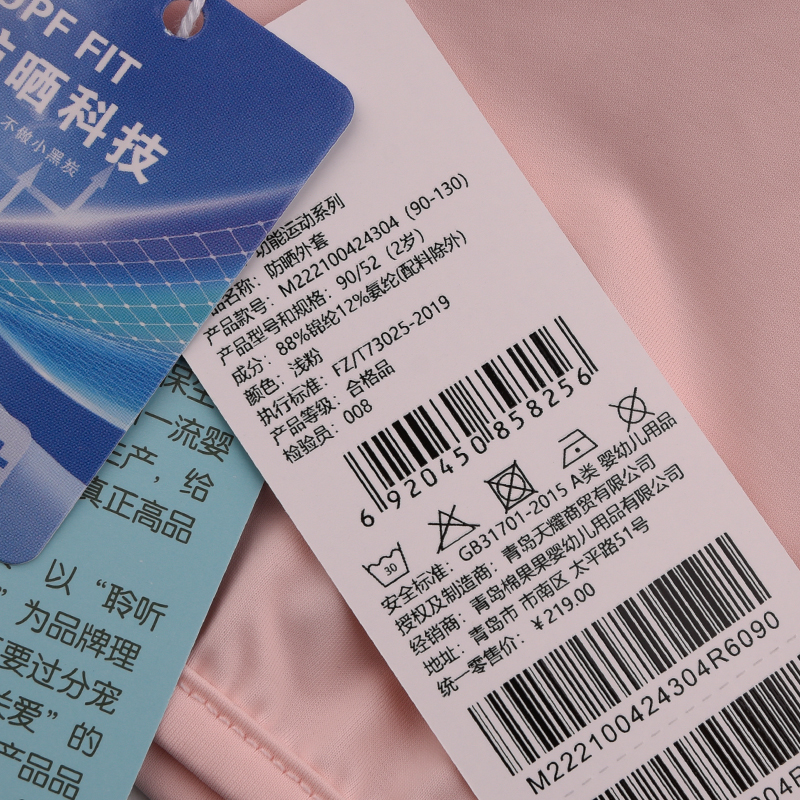 OPF FIT
防晒科技
不做小黑炭
功能运动系列
品名称：防晒外套
产品款号：M222100424304 (90-130)
产品型号和规格：90/52 (2岁)
成分：88%锦纶12%氨纶(配料除外)
颜色：浅粉
执行标准：FZ/T73025-2019
产品等级：合格品
检验员：008
6 920450 858256
30
安全标准：GB31701-2015 A类 婴幼儿用品
授权及制造商：青岛天耀商贸有限公司
经销商：青岛棉果果婴幼儿用品有限公司
地址：青岛市 市南区 太平路51号
统一零售价：￥219.00
M222100424304R6090
一流婴
生产，给
真正高品
以“聆听
”为品牌理
要过分宠
关爱”的
产品品